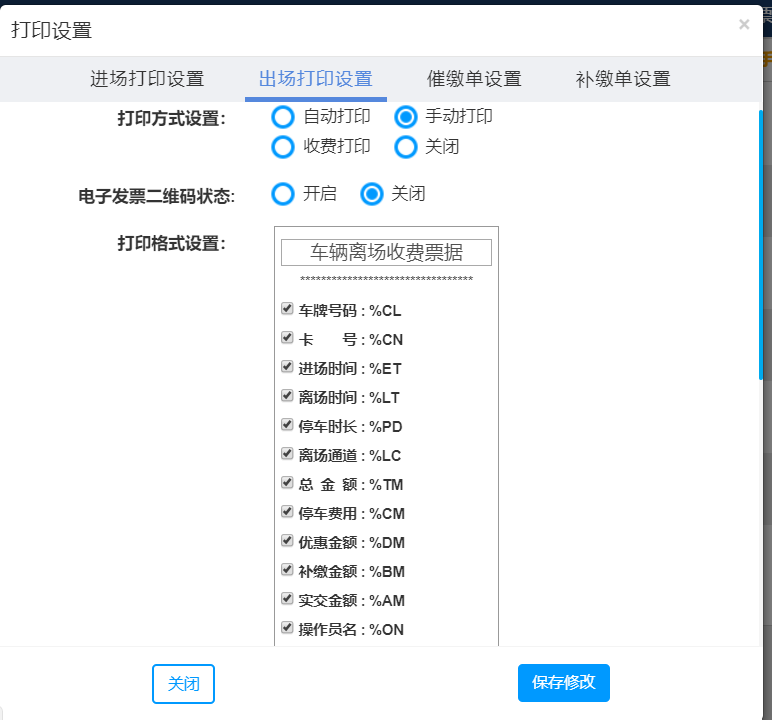 打印设置 ×
进场打印设置 出场打印设置 催缴单设置 补缴单设置
打印方式设置: 自动打印 手动打印
收费打印 关闭
电子发票二维码状态: 开启 关闭
打印格式设置:
车辆离场收费票据
*********************************
车牌号码 : %CL
卡 号 : %CN
进场时间 : %ET
离场时间 : %LT
停车时长 : %PD
离场通道 : %LC
总 金 额 : %TM
停车费用 : %CM
优惠金额 : %DM
补缴金额 : %BM
实交金额 : %AM
操作员名 : %ON
关闭 保存修改